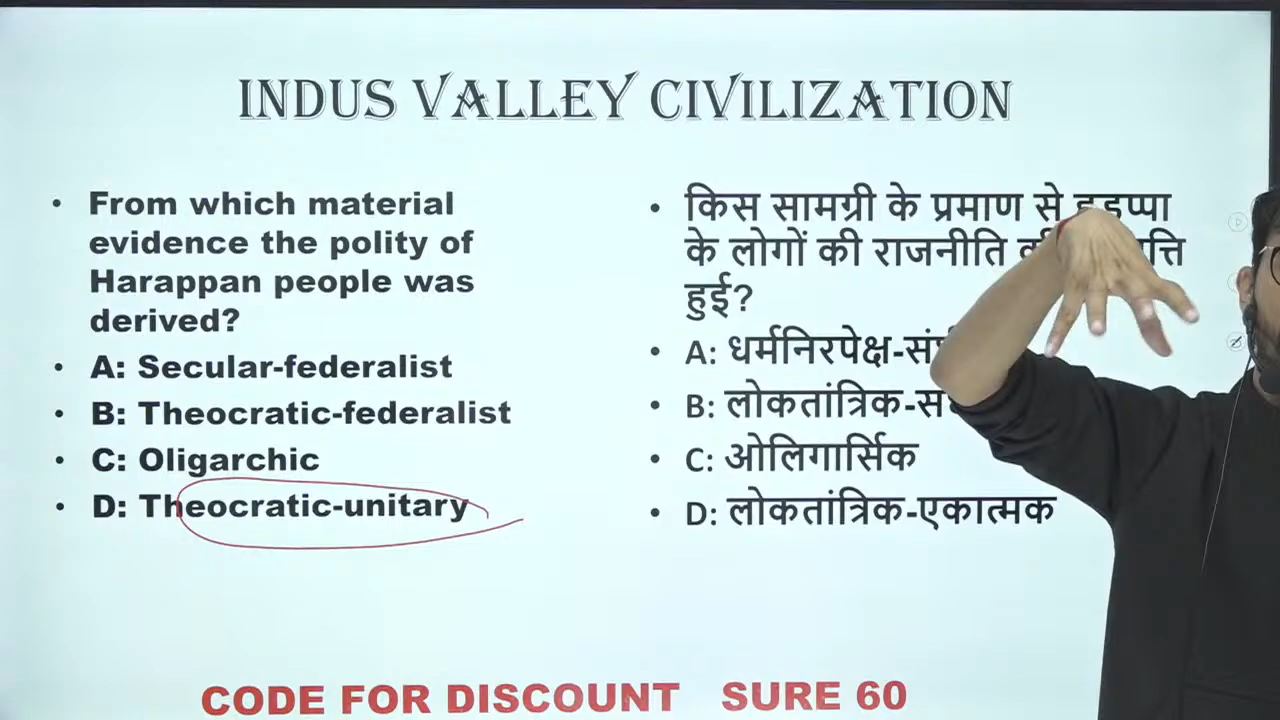 INDUS VALLEY CIVILIZATION
• From which material
evidence the polity of
Harappan people was
derived?
• A: Secular-federalist
• B: Theocratic-federalist
• C: Oligarchic
• D: Theocratic-unitary
• किस सामग्री के प्रमाण से हड़प्पा
के लोगों की राजनीति
हुई?
• A: धर्मनिरपेक्ष-
• B: लोकतांत्रिक-
• C: ओलिगार्सिक
• D: लोकतांत्रिक-एकात्मक
CODE FOR DISCOUNT SURE 60